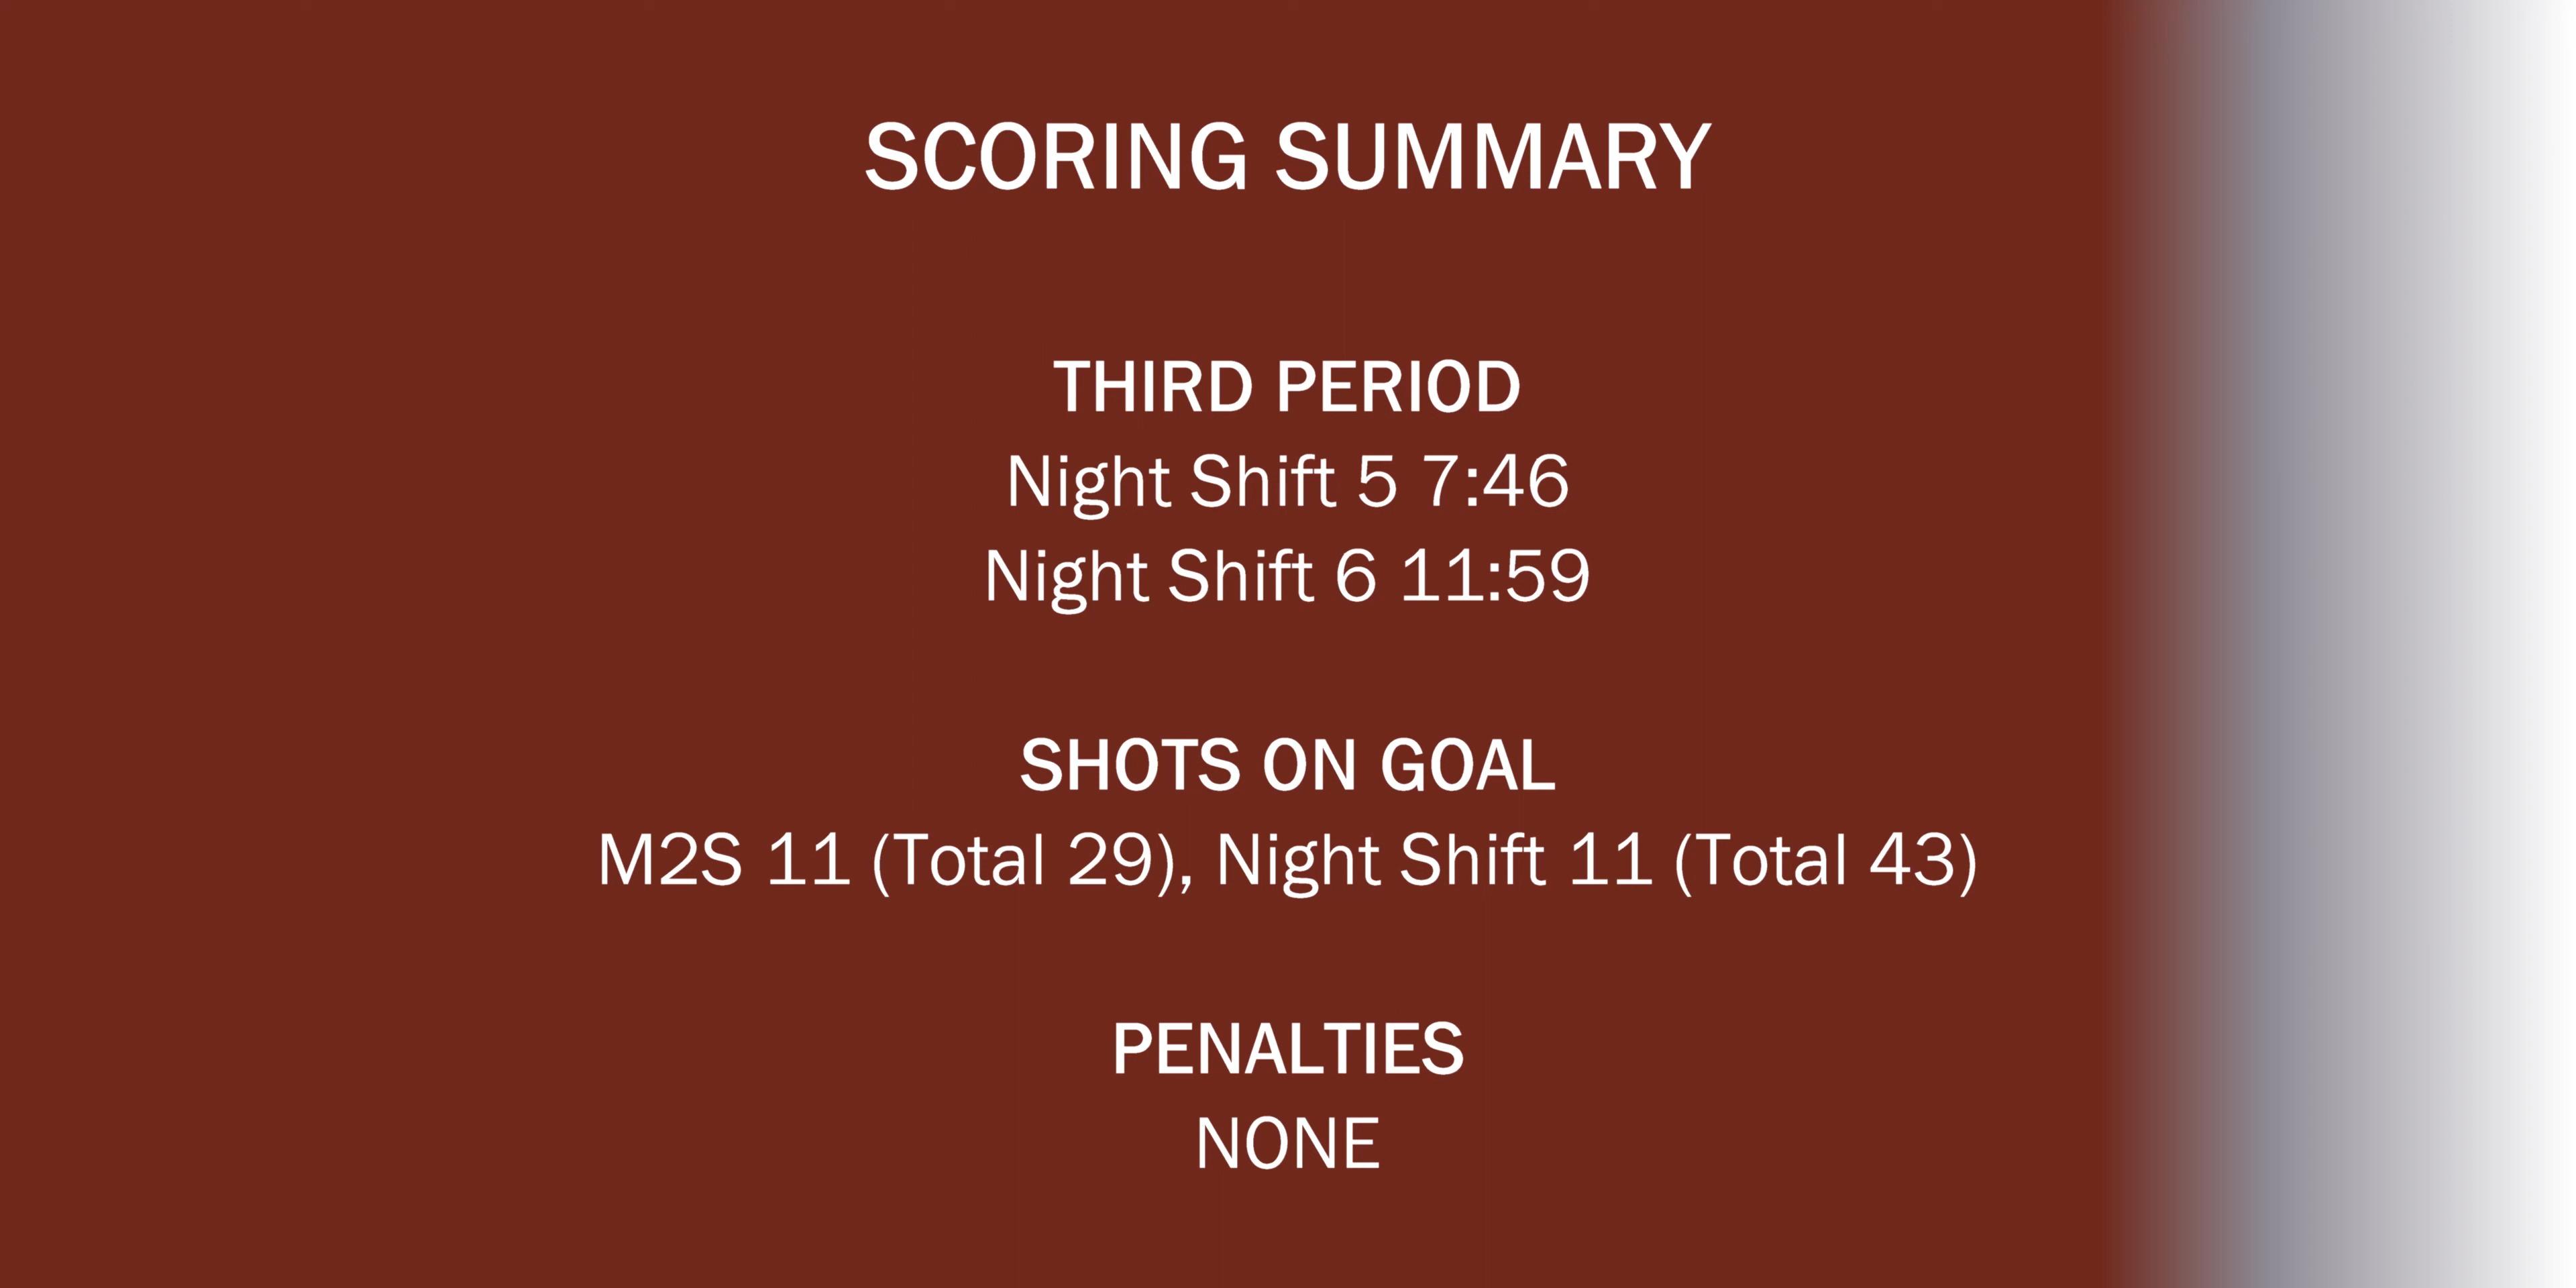 SCORING SUMMARY
THIRD PERIOD
Night Shift 5 7:46
Night Shift 6 11:59
SHOTS ON GOAL
M2S 11 (Total 29), Night Shift 11 (Total 43)
PENALTIES
NONE